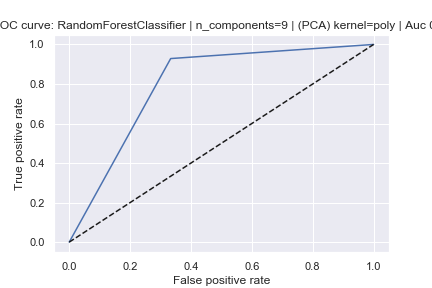 OC curve: RandomForestClassifier | n_components=9 | (PCA) kernel=poly | Auc
1.0
0.8
0.6
0.4
0.2
0.0
True positive rate
0.0 0.2 0.4 0.6 0.8 1.0
False positive rate